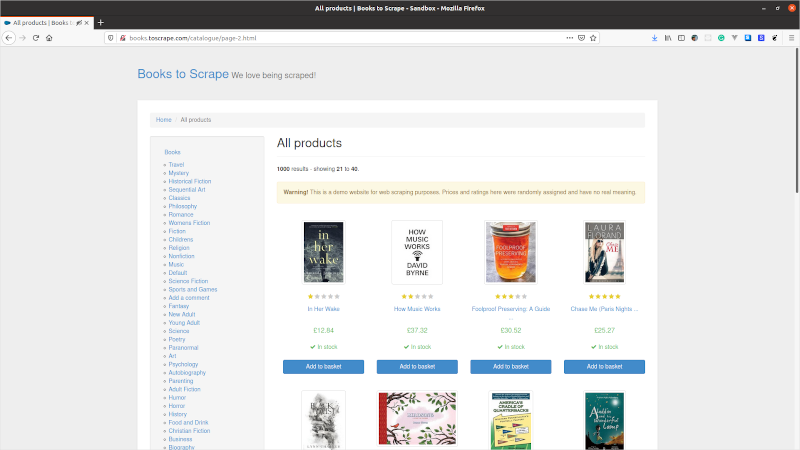 All products | Books to Scrape - Sandbox - Mozilla Firefox
All products | Books to S
books.toscrape.com/catalogue/page-2.html
Books to Scrape We love being scraped!
Home / All products
Books
Travel
Mystery
Historical Fiction
Sequential Art
Classics
Philosophy
Romance
Womens Fiction
Fiction
Childrens
Religion
Nonfiction
Music
Default
Science Fiction
Sports and Games
Add a comment
Fantasy
New Adult
Young Adult
Science
Poetry
Paranormal
Art
Psychology
Autobiography
Parenting
Adult Fiction
Humor
Horror
History
Food and Drink
Christian Fiction
Business
Biography
All products
1000 results - showing 21 to 40.
Warning! This is a demo website for web scraping purposes. Prices and ratings here were randomly assigned and have no real meaning.
in
her
wake
HOW
MUSIC
WORKS
DAVID
BYRNE
FOOLPROOF
PRESERVING
LAURA
FLORAND
Chase
ME
In Her Wake
How Music Works
Foolproof Preserving: A Guide
...
Chase Me (Paris Nights ...
£12.84
£37.32
£30.52
£25.27
In stock
In stock
In stock
In stock
Add to basket
Add to basket
Add to basket
Add to basket
AMERICA'S
CRADLE OF
QUARTERBACKS
Aladdin
and the
Wonderful
Lamp